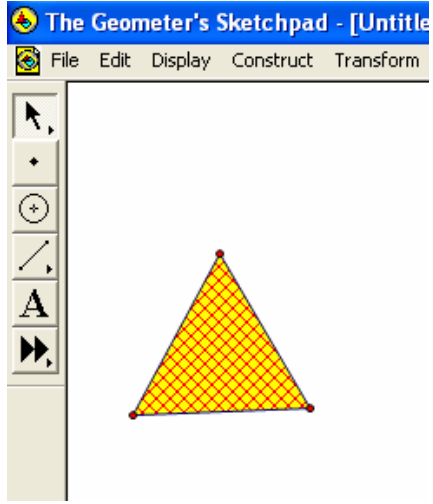 The Geometer's Sketchpad - [Untitle
File Edit Display Construct Transform
A